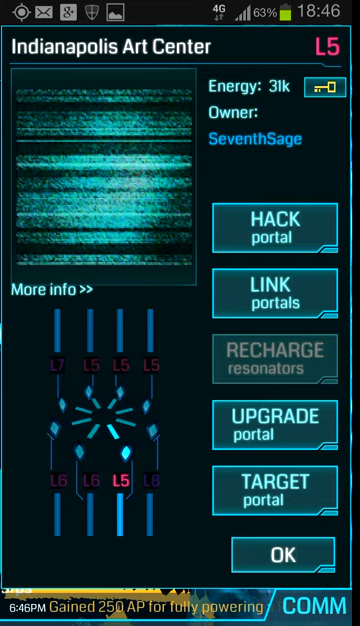 4G 63% 18:46
Indianapolis Art Center L5
Energy: 31k
Owner:
SeventhSage
HACK
portal
More info >>
LINK
portals
L7 L5 L5 L5
RECHARGE
resonators
UPGRADE
portal
L6 L6 L5 L8
TARGET
portal
OK
6:46PM Gained 250 AP for fully powering
COMM